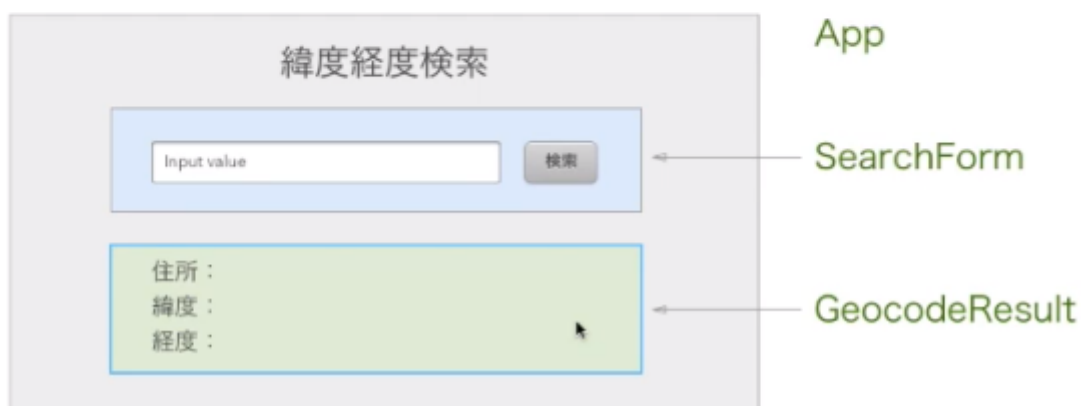 App
緯度経度検索
Input value
検索
SearchForm
住所：
緯度：
経度：
GeocodeResult